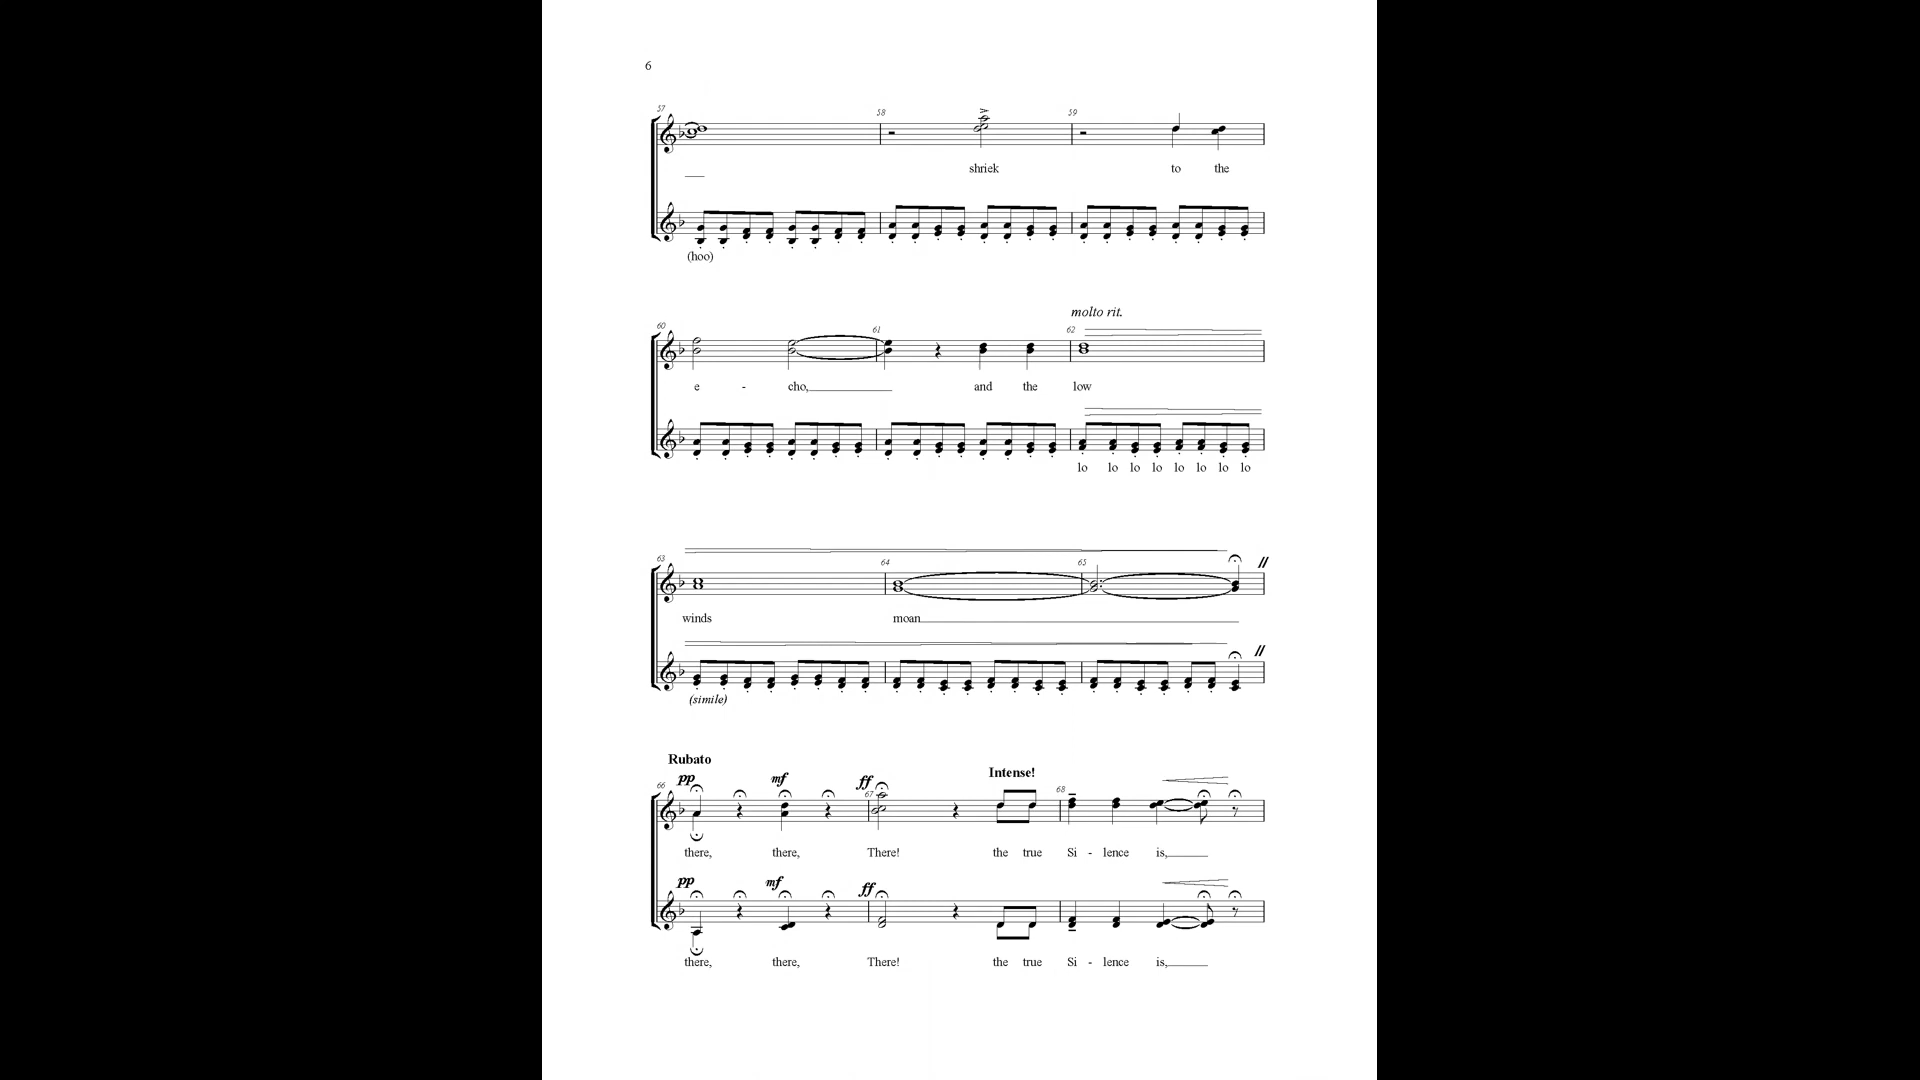 6
57 58 59
shriek to the
(hoo)
molto rit.
60 61 62
e - cho, and the low
lo lo lo lo lo lo lo lo
63 64 65
winds moan
(simile)
Rubato
Intense!
pp mf ff
66 67 68
there, there, There! the true Si - lence is,
pp mf ff
there, there, There! the true Si - lence is,